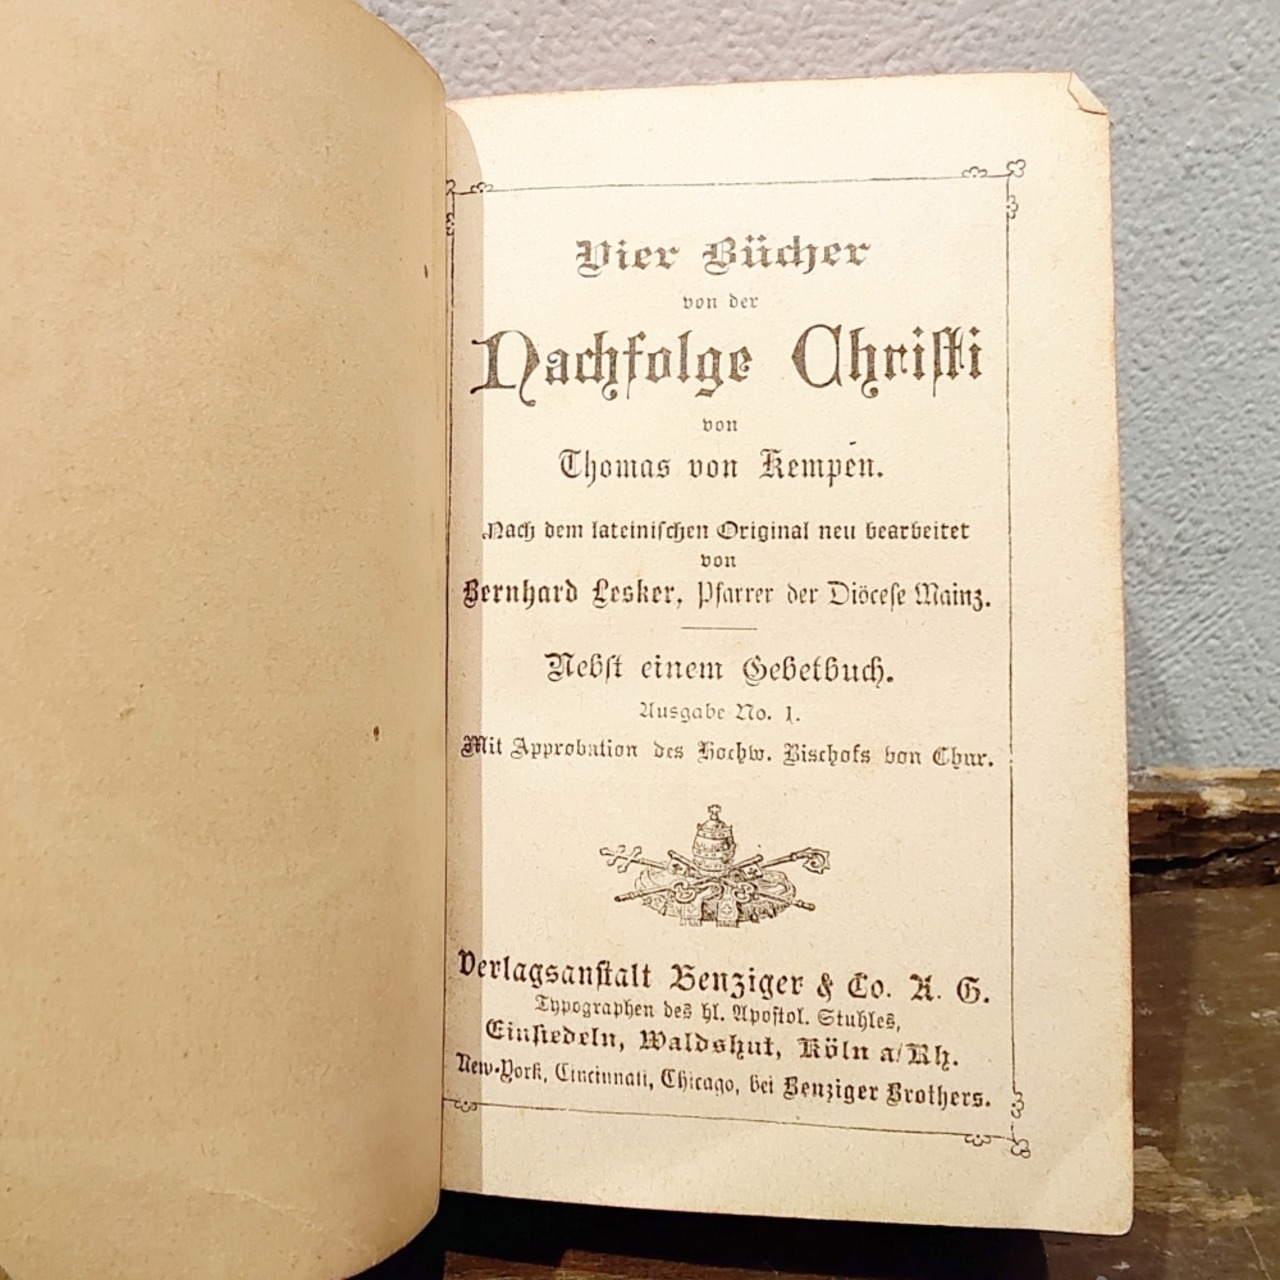 Vier Bücher
von der
Nachfolge Christi
von
Thomas von Kempen.
Nach dem lateinischen Original neu bearbeitet
von
Bernhard Lesker, Pfarrer der Diöcese Mainz.
Nebst einem Gebetbuch.
Ausgabe No. 1.
Mit Approbation des Hochw. Bischofs von Chur.
Verlagsanstalt Benziger & Co. A. G.
Typographen des hl. Apostol. Stuhles,
Einsiedeln, Waldshut, Köln a/Rh.
New-York, Cincinnati, Chicago, bei Benziger Brothers.